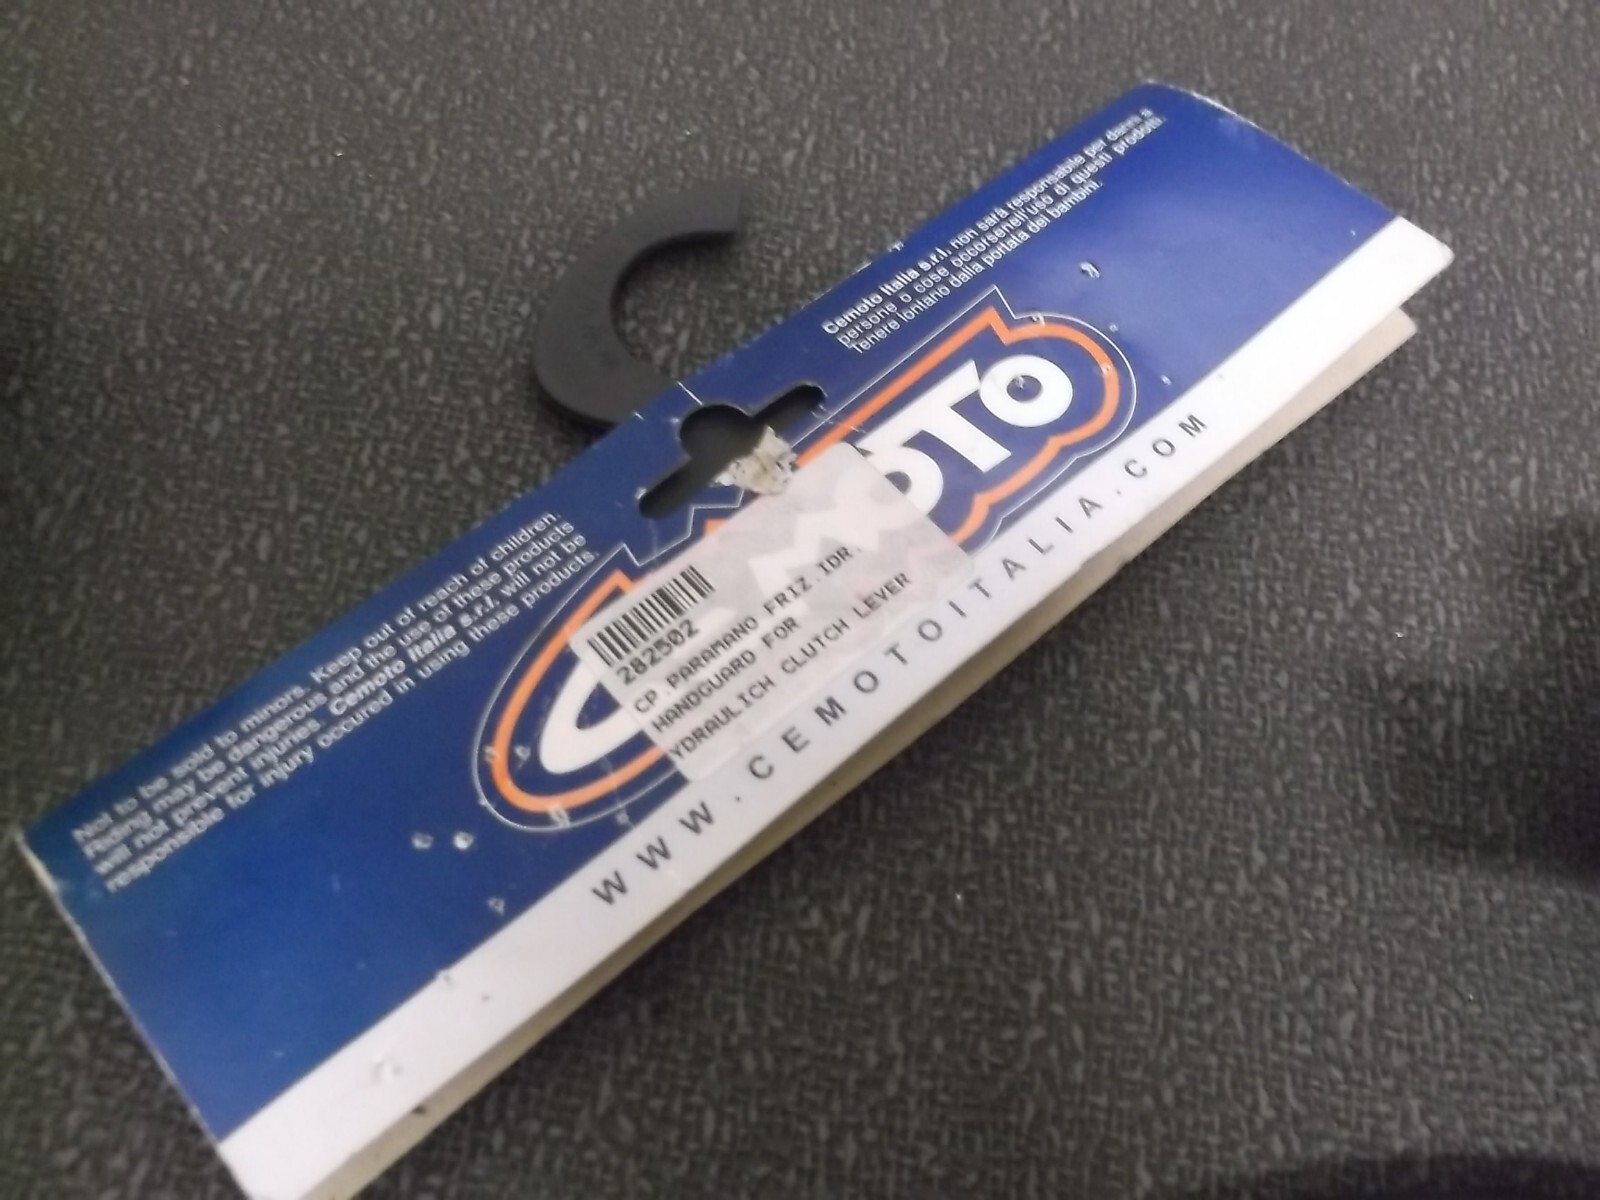 Cemoto Italia s.r.l. non sarà responsabile per danni a
persone o cose occorsenell'uso di questi prodotti.
Tenere lontano dalla portata dei bambini.
CEMOTO
Not to be sold to minors. Keep out of reach of children.
Riding may be dangerous and the use of these products
will not prevent injuries. Cemoto Italia s.r.l. will not be
responsible for injury occured in using these products.
282502
CP.PARAMANO FRIZ.IDR.
HANDGUARD FOR
YDRAULICH CLUTCH LEVER
WWW.CEMOTOITALIA.COM